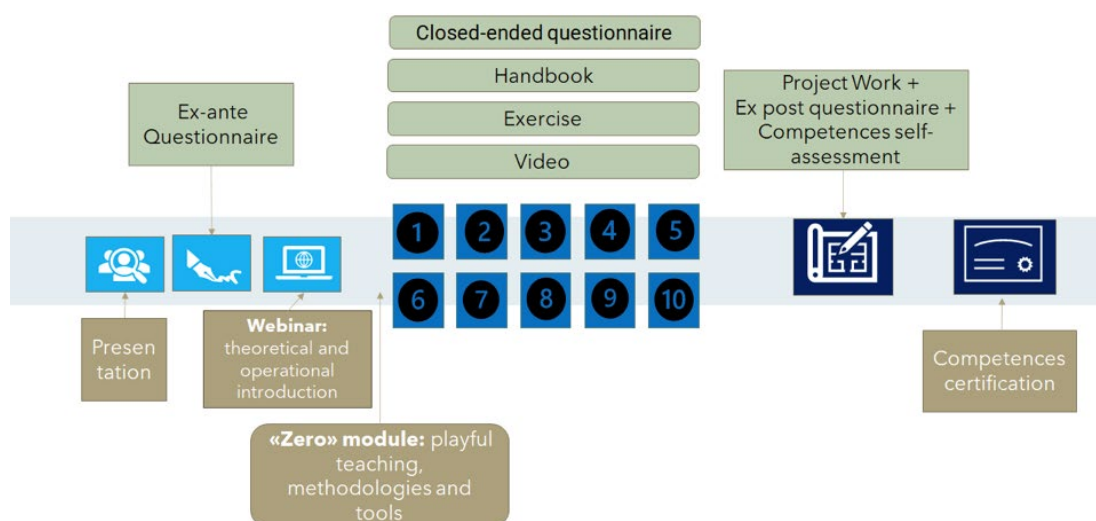 Closed-ended questionnaire
Handbook
Exercise
Video
Ex-ante
Questionnaire
Project Work +
Ex post questionnaire +
Competences self-
assessment
1
2
3
4
5
6
7
8
9
10
Presen
tation
Webinar:
theoretical and
operational
introduction
«Zero» module: playful
teaching,
methodologies and
tools
Competences
certification